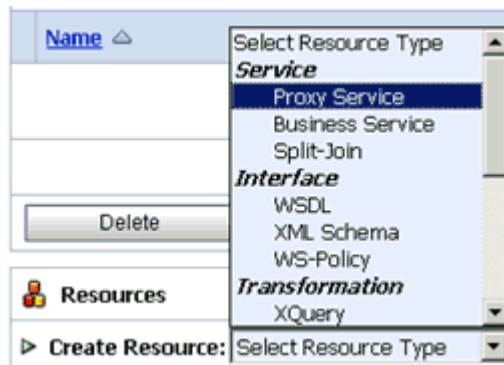 Name
Select Resource Type
Service
Proxy Service
Business Service
Split-Join
Interface
WSDL
XML Schema
WS-Policy
Transformation
XQuery
Delete
Resources
Create Resource: Select Resource Type